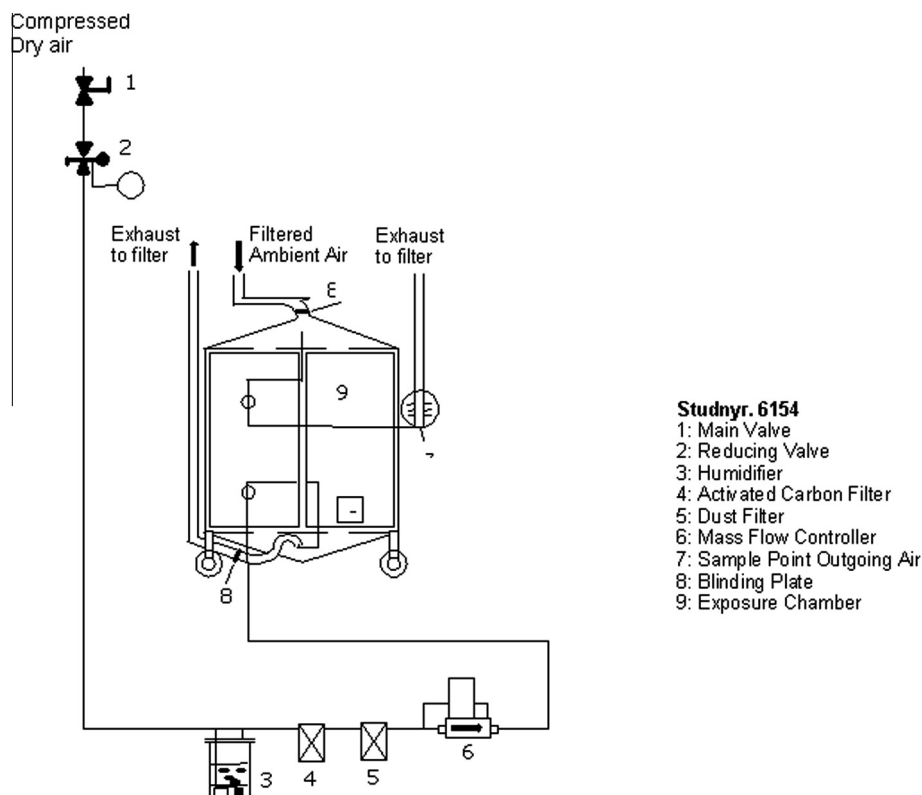 Compressed
Dry air
1
2
Exhaust
to filter
Filtered
Ambient Air
Exhaust
to filter
8
9
7
8
3
4
5
6
Studnyr. 6154
1: Main Valve
2: Reducing Valve
3: Humidifier
4: Activated Carbon Filter
5: Dust Filter
6: Mass Flow Controller
7: Sample Point Outgoing Air
8: Blinding Plate
9: Exposure Chamber